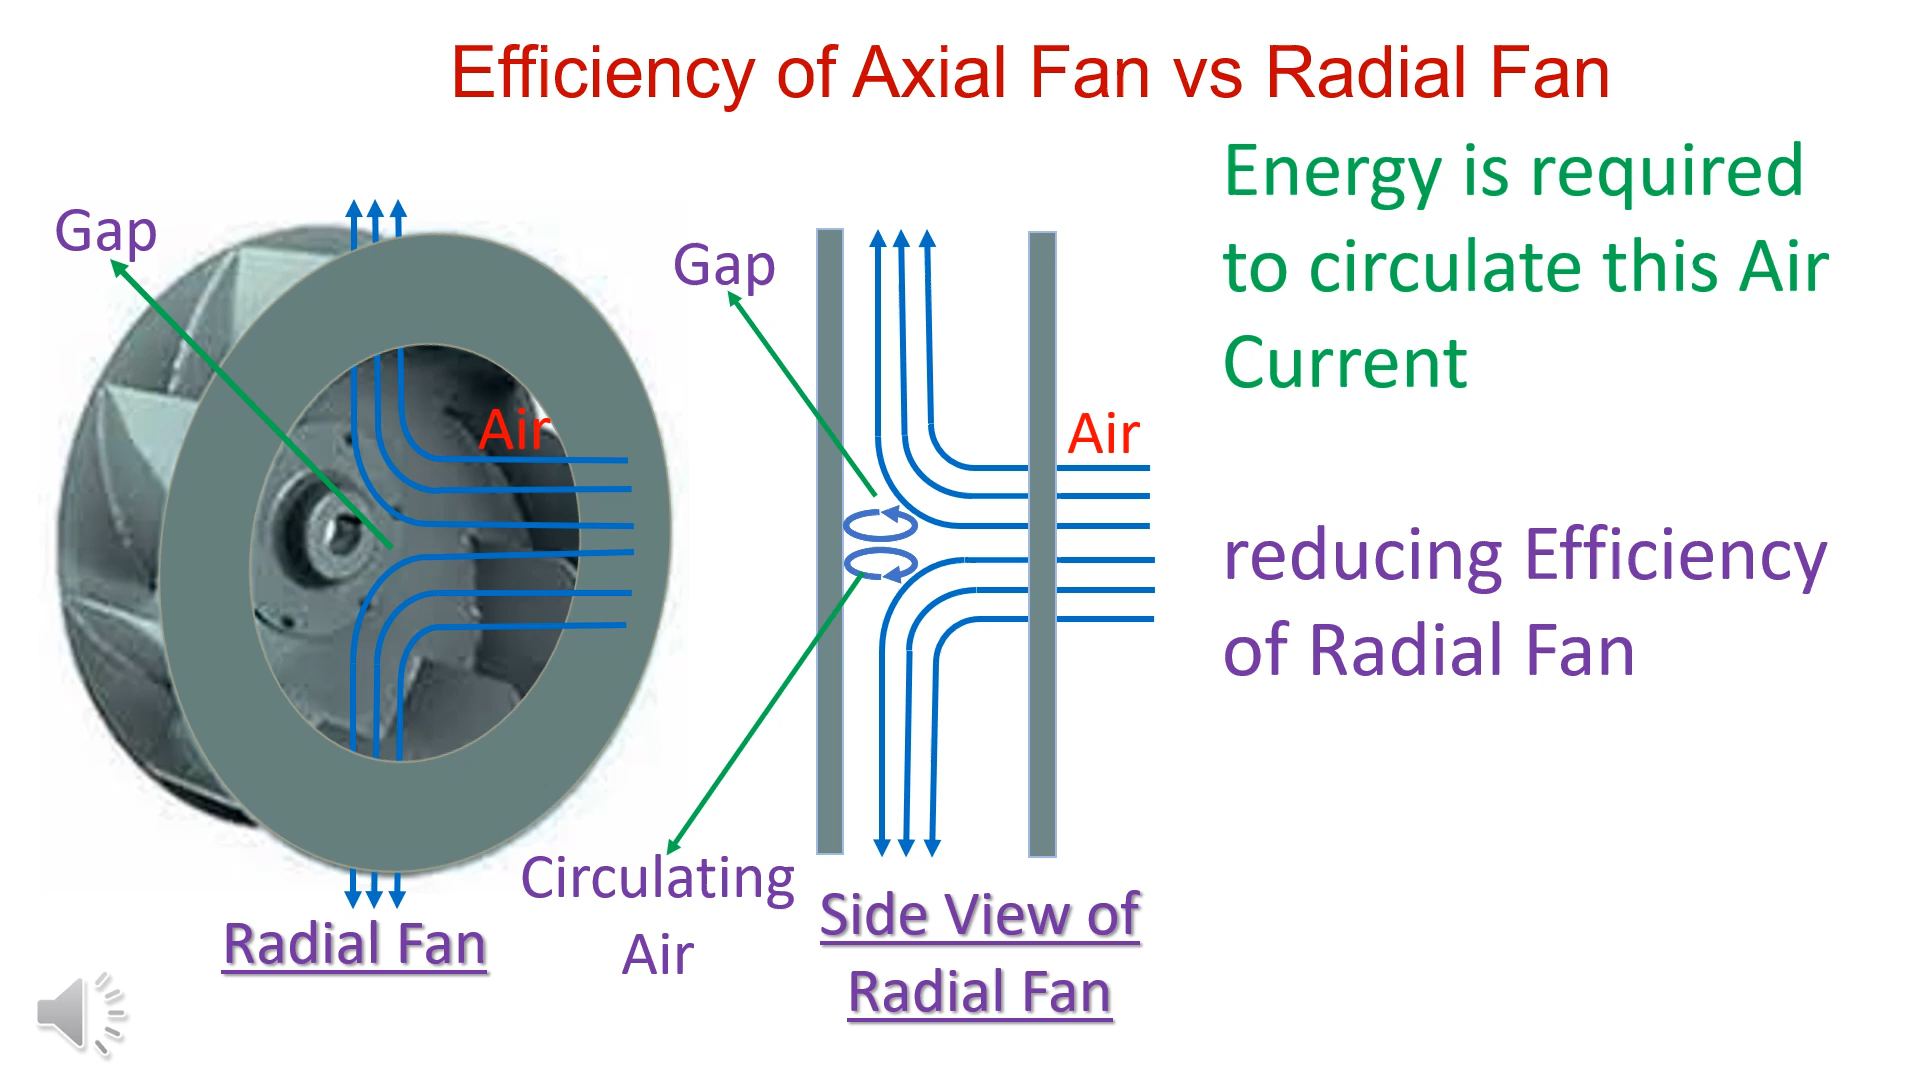 Efficiency of Axial Fan vs Radial Fan
Gap
Air
Radial Fan
Gap
Air
Circulating
Air
Side View of
Radial Fan
Energy is required
to circulate this Air
Current
reducing Efficiency
of Radial Fan